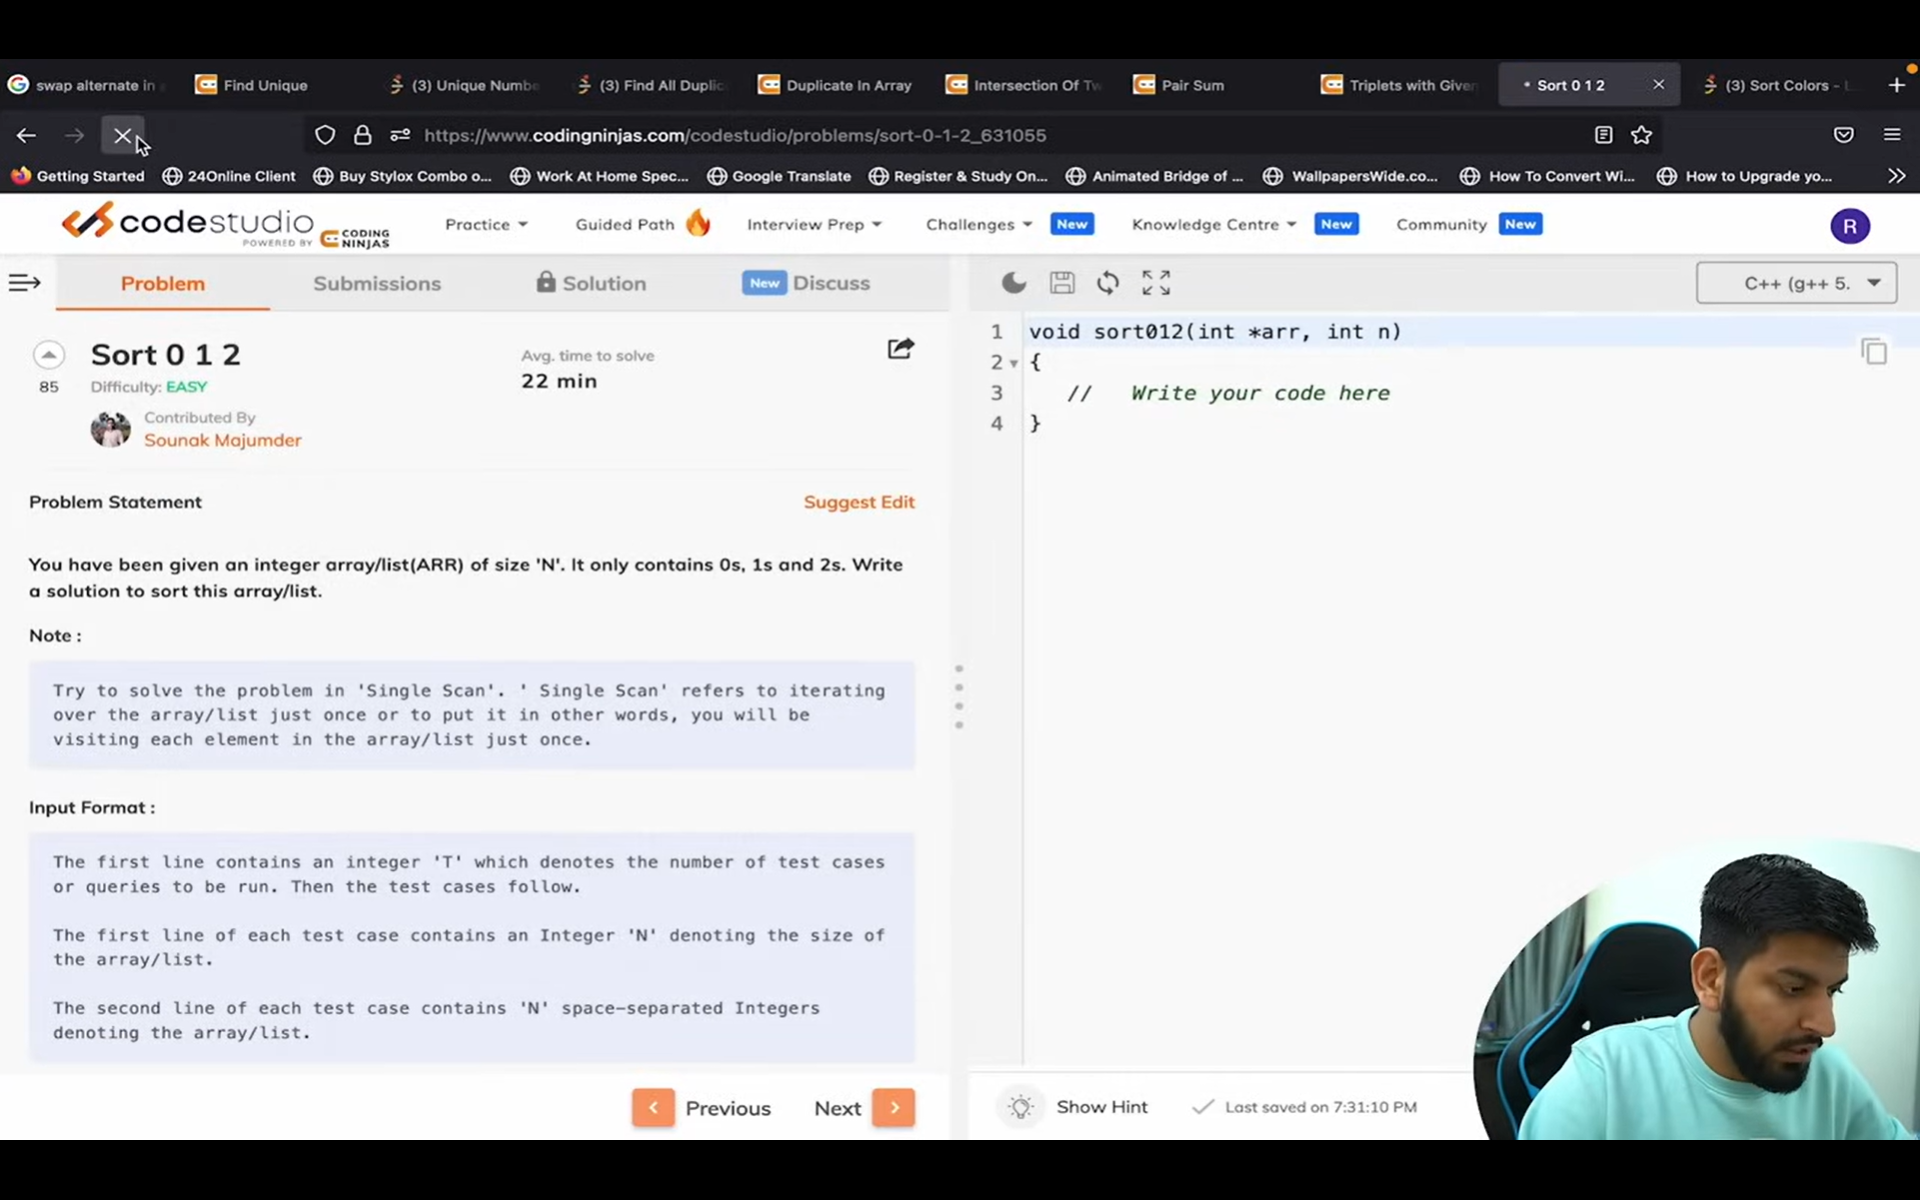 swap alternate in
Find Unique
(3) Unique Numbe
(3) Find All Duplic
Duplicate In Array
Intersection Of Tw
Pair Sum
Triplets with Given
Sort 0 1 2
(3) Sort Colors - L
https://www.codingninjas.com/codestudio/problems/sort-0-1-2_631055
Getting Started
24Online Client
Buy Stylox Combo o...
Work At Home Spec...
Google Translate
Register & Study On...
Animated Bridge of ...
WallpapersWide.co...
How To Convert Wi...
How to Upgrade yo...
codestudio
POWERED BY CODING NINJAS
Practice
Guided Path
Interview Prep
Challenges New
Knowledge Centre New
Community New
R
Problem
Submissions
Solution
New Discuss
C++ (g++ 5.
Sort 0 1 2
85
Difficulty: EASY
Avg. time to solve
22 min
Contributed By
Sounak Majumder
Problem Statement
Suggest Edit
You have been given an integer array/list(ARR) of size 'N'. It only contains 0s, 1s and 2s. Write
a solution to sort this array/list.
Note :
Try to solve the problem in 'Single Scan'. ' Single Scan' refers to iterating
over the array/list just once or to put it in other words, you will be
visiting each element in the array/list just once.
Input Format :
The first line contains an integer 'T' which denotes the number of test cases
or queries to be run. Then the test cases follow.
The first line of each test case contains an Integer 'N' denoting the size of
the array/list.
The second line of each test case contains 'N' space-separated Integers
denoting the array/list.
Previous
Next
1 void sort012(int *arr, int n)
2 {
3 // Write your code here
4 }
Show Hint
Last saved on 7:31:10 PM